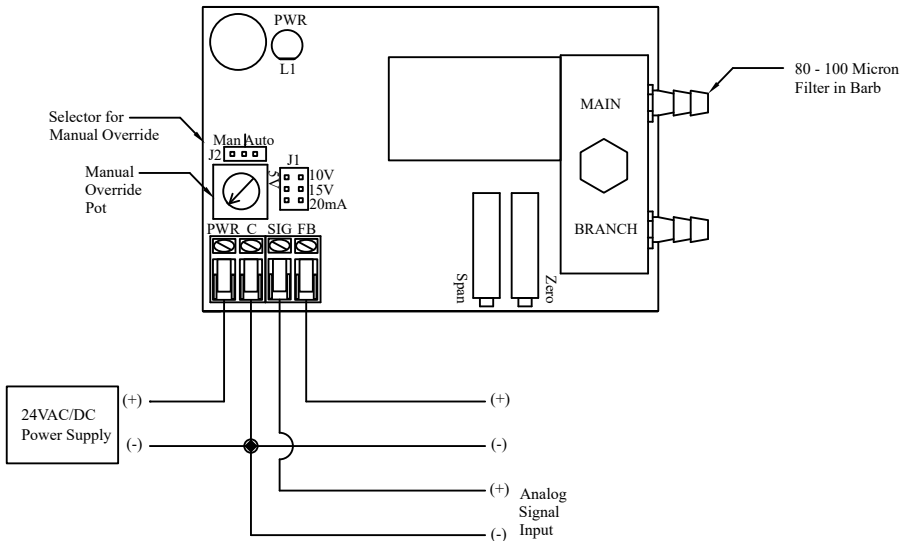 PWR
L1
80 - 100 Micron
Filter in Barb
MAIN
Selector for
Manual Override
Man Auto
J2
J1
5V
10V
15V
20mA
Manual
Override
Pot
PWR C SIG FB
BRANCH
Span
Zero
24VAC/DC
Power Supply
(+)
(-)
(+)
(-)
(+)
(-)
Analog
Signal
Input